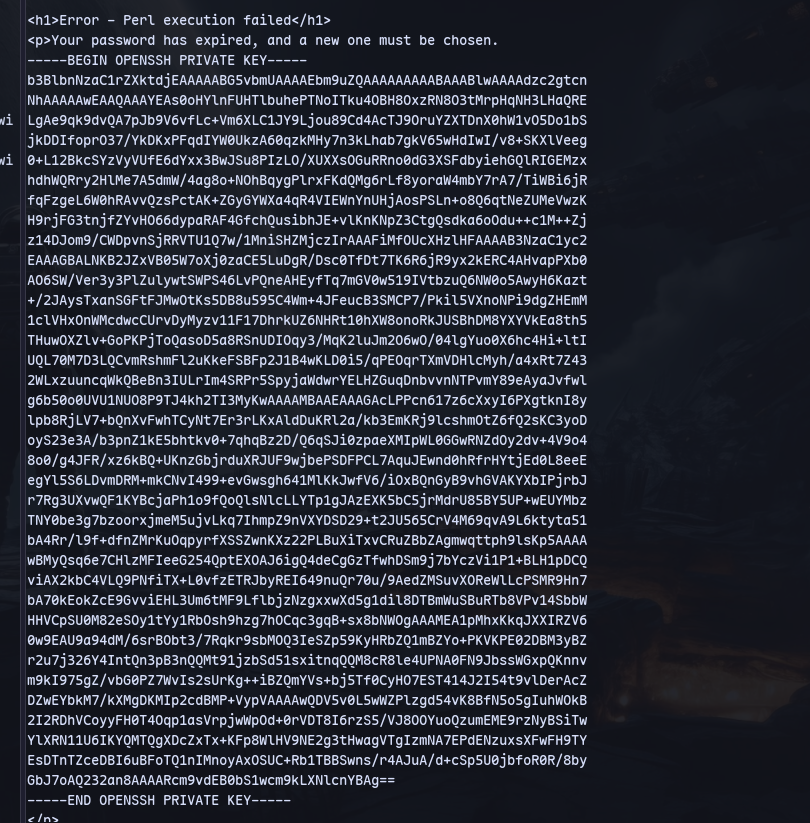 <h1>Error - Perl execution failed</h1>
<p>Your password has expired, and a new one must be chosen.
-----BEGIN OPENSSH PRIVATE KEY-----
b3BlbnNzaC1rZXktdjEAAAAABG5vbmUAAAAEbm9uZQAAAAAAAAABAAABlwAAAAdzc2gtcn
NhAAAAAwEAAQAAAYEAs0oHYlnFUHTlbuhePTNoITku4OBH8OxzRN8O3tMrpHqNH3LHaQRE
LgAe9qk9dvQA7pJb9V6vfLc+Vm6XLC1JY9Ljou89Cd4AcTJ9OruYZXTDnX0hW1vO5Do1bS
jkDDIfoprO37/YkDKxPFqdIYW0UkzA60qzkMHy7n3kLhab7gkV65wHdIwI/v8+SKXlVeeg
0+L12BkcSYzVyVUfE6dYxx3BwJSu8PIzLO/XUXXsOGuRRno0dG3XSFdbyiehGQlRIGEMzx
hdhWQRry2HlMe7A5dmW/4ag8o+NOhBqygPlrxFKdQMg6rLf8yoraW4mbY7rA7/TiWBi6jR
fqFzgeL6W0hRAvvQzsPctAK+ZGyGYWXa4qR4VIEWnYnUHjAosPSLn+o8Q6qtNeZUMeVwzK
H9rjFG3tnjfZYvHO66dypaRAF4GfchQusibhJE+vlKnKNpZ3CtgQsdka6oOdu++c1M++Zj
z14DJom9/CWDpvnSjRRVTU1Q7w/1MniSHZMjczIrAAAFiMfOUcXHzlHFAAAAB3NzaC1yc2
EAAAGBALNKB2JZxVB05W7oXj0zaCE5LuDgR/Dsc0TfDt7TK6R6jR9yx2kERC4AHvapPXb0
AO6SW/Ver3y3PlZulywtSWPS46LvPQneAHEyfTq7mGV0w519IVtbzuQ6NW0o5AwyH6Kazt
+/2JAysTxanSGFtFJMwOtKs5DB8u595C4Wm+4JFeucB3SMCP7/Pkil5VXnoNPi9dgZHEmM
1clVHxOnWMcdwcCUrvDyMyzv11F17DhrkUZ6NHRt10hXW8onoRkJUSBhDM8YXYVkEa8th5
THuwOXZlv+GoPKPjToQasoD5a8RSnUDIOqy3/MqK2luJm2O6wO/04lgYuo0X6hc4Hi+ltI
UQL70M7D3LQCvmRshmFl2uKkeFSBFp2J1B4wKLD0i5/qPEOqrTXmVDHlcMyh/a4xRt7Z43
2WLxzuuncqWkQBeBn3IULrIm4SRPr5SpyjaWdwrYELHZGuqDnbvvnNTPvmY89eAyaJvfwl
g6b50o0UVU1NUO8P9TJ4kh2TI3MyKwAAAAMBAAEAAAGAcLPPcn617z6cXxyI6PXgtknI8y
lpb8RjLV7+bQnXvFwhTCyNt7Er3rLKxAldDuKRl2a/kb3EmKRj9lcshmOtZ6fQ2sKC3yoD
oyS23e3A/b3pnZ1kE5bhtkv0+7qhqBz2D/Q6qSJi0zpaeXMIpWL0GGwRNZdOy2dv+4V9o4
8o0/g4JFR/xz6kBQ+UKnzGbjrduXRJUF9wjbePSDFPCL7AquJEwnd0hRfrHYtjEd0L8eeE
egYl5S6LDvmDRM+mkCNvI499+evGwsgh641MlKkJwfV6/iOxBQnGyB9vhGVAKYXbIPjrbJ
r7Rg3UXvwQF1KYBcjaPh1o9fQoQlsNlcLLYTp1gJAzEXK5bC5jrMdrU85BY5UP+wEUYMbz
TNY0be3g7bzoorxjmeM5ujvLkq7IhmpZ9nVXYDSD29+t2JU565CrV4M69qvA9L6ktyta51
bA4Rr/l9f+dfnZMrKuOqpyrfXSSZwnKXz22PLBuXiTxvCRuZBbZAgmwqttph9lsKp5AAAA
wBMyQsq6e7CHlzMFIeeG254QptEXOAJ6igQ4deCgGzTfwhDSm9j7bYczVi1P1+BLH1pDCQ
viAX2kbC4VLQ9PNfiTX+L0vfzETRJbyREI649nuQr70u/9AedZMSuvXOReWlLcPSMR9Hn7
bA70kEokZcE9GvviEHL3Um6tMF9LflbjzNzgxxwXd5g1dil8DTBmWuSBuRTb8VPv14SbbW
HHVCpSU0M82eSOy1tYy1RbOsh9hzg7hOCqc3gqB+sx8bNWOgAAAMEA1pMhxKkqJXXIRZV6
0w9EAU9a94dM/6srBObt3/7Rqkr9sbMOQ3IeSZp59KyHRbZQ1mBZYo+PKVKPE02DBM3yBZ
r2u7j326Y4IntQn3pB3nQQMt91jzbSd51sxitnqQQM8cR8le4UPNA0FN9JbssWGxpQKnnv
m9kI975gZ/vbG0PZ7WvIs2sUrKg++iBZQmYVs+bj5Tf0CyHO7EST414J2I54t9vlDerAcZ
DZwEYbkM7/kXMgDKMIp2cdBMP+VypVAAAAwQDV5v0L5wWZPlzgd54vK8BfN5o5gIuhWOkB
2I2RDhVCoyyFH0T4Oqp1asVrpjwWpOd+0rVDT8I6rzS5/VJ8OOYuoQzumEME9rzNyBSiTw
YlXRN11U6IKYQMTQgXDcZxTx+KFp8WlHV9NE2g3tHwagVTgIzmNA7EPdENzuxsXFwFH9TY
EsDTnTZceDBI6uBFoTQ1nIMnoyAxOSUC+Rb1TBBSwns/r4AJuA/d+cSp5U0jbfoR0R/8by
GbJ7oAQ232an8AAAARcm9vdEB0bS1wcm9kLXNlcnYBAg==
-----END OPENSSH PRIVATE KEY-----
</p>
wi
wi